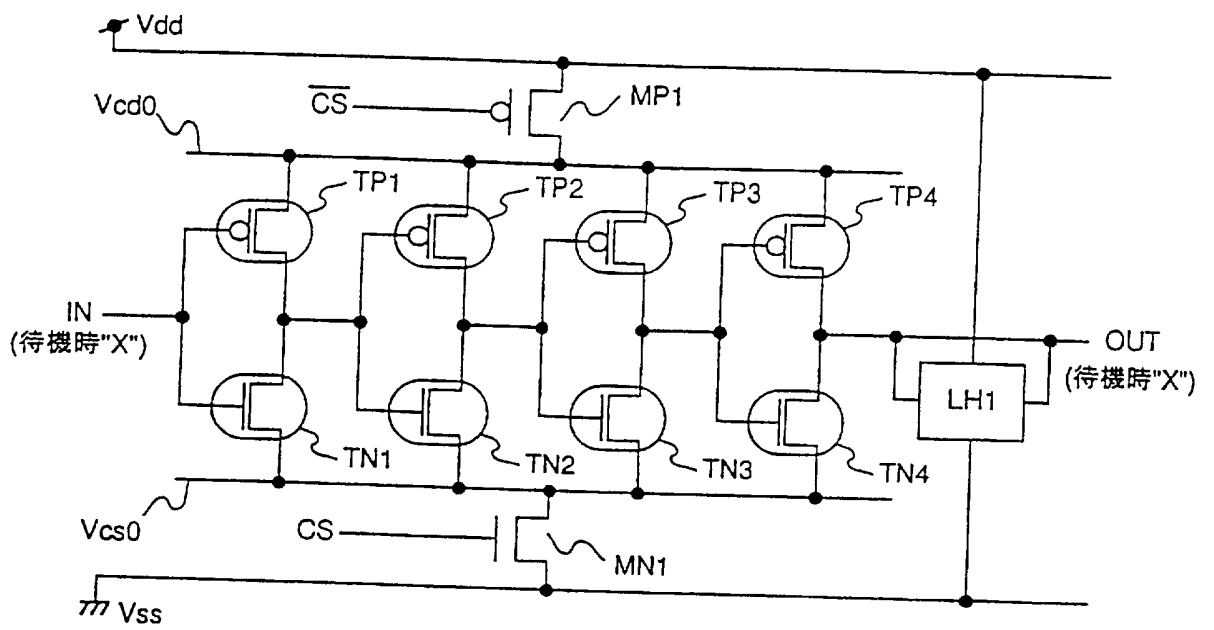 Vdd
CS
MP1
Vcd0
TP1
TP2
TP3
TP4
IN
(待機時"X")
OUT
(待機時"X")
LH1
TN1
TN2
TN3
TN4
Vcs0
CS
MN1
Vss